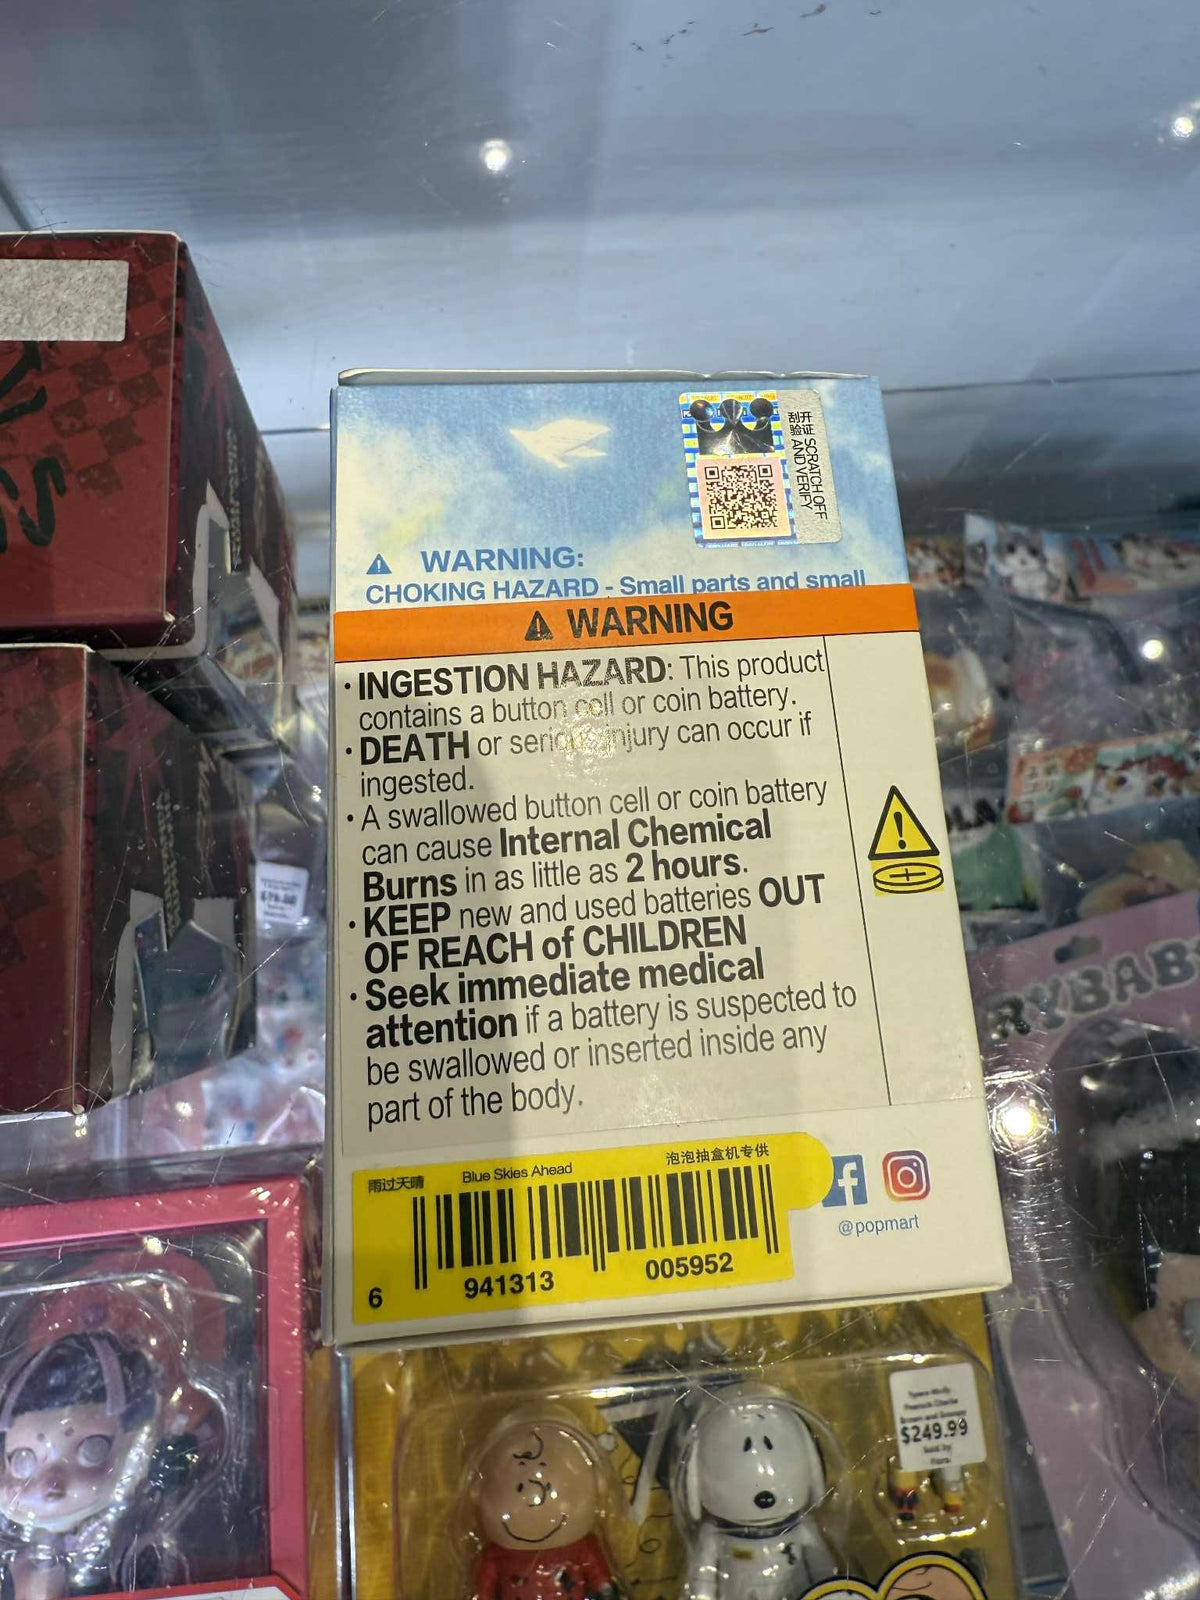 刮开
验证
SCRATCH OFF
AND VERIFY
WARNING:
CHOKING HAZARD - Small parts and small
WARNING
• INGESTION HAZARD: This product
contains a button cell or coin battery.
• DEATH or serious injury can occur if
ingested.
• A swallowed button cell or coin battery
can cause Internal Chemical
Burns in as little as 2 hours.
• KEEP new and used batteries OUT
OF REACH of CHILDREN
• Seek immediate medical
attention if a battery is suspected to
be swallowed or inserted inside any
part of the body.
雨过天晴 Blue Skies Ahead 泡泡抽盒机专供
6 941313 005952
@popmart
RYBAB
$249.99
Sold by